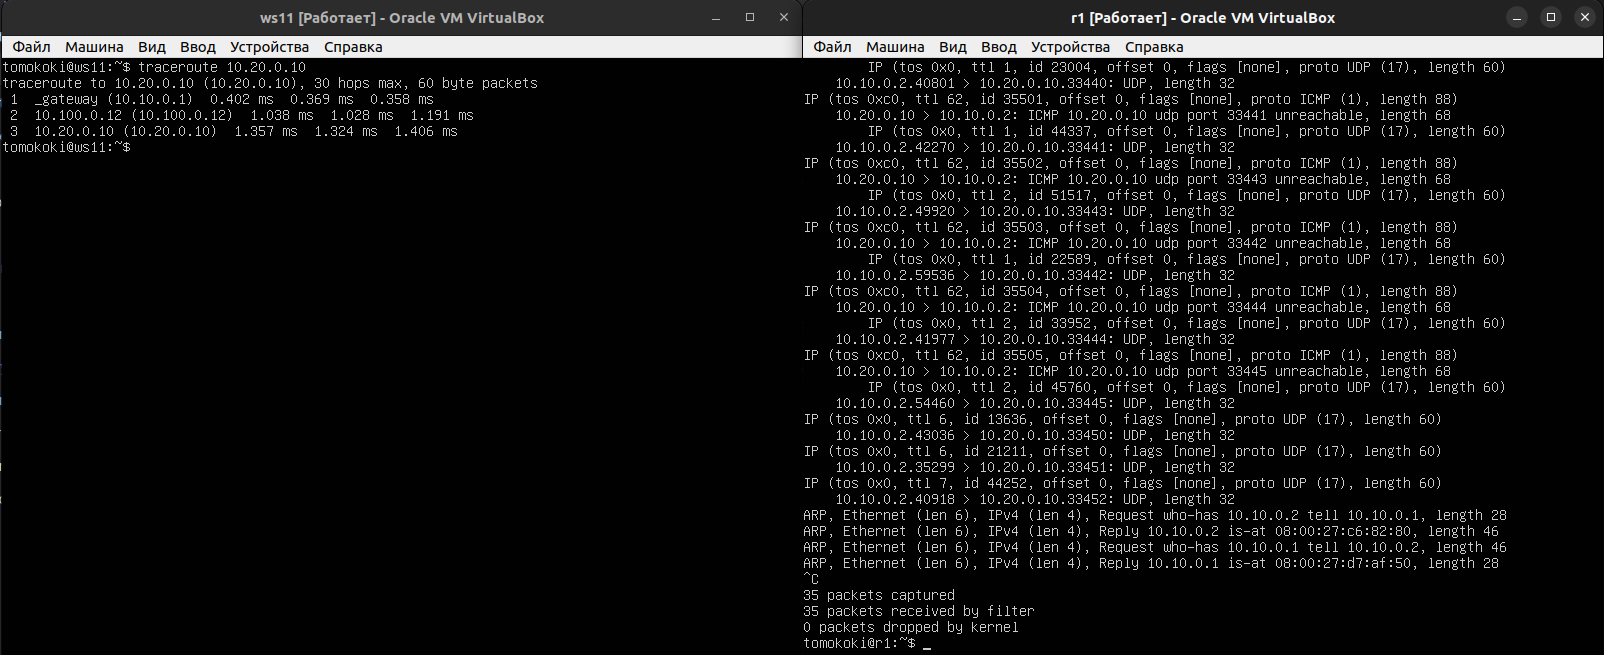 ws11 [Работает] - Oracle VM VirtualBox
Файл Машина Вид Ввод Устройства Справка
tomokoki@ws11:~$ traceroute 10.20.0.10
traceroute to 10.20.0.10 (10.20.0.10), 30 hops max, 60 byte packets
 1  _gateway (10.10.0.1)  0.402 ms  0.369 ms  0.358 ms
 2  10.100.0.12 (10.100.0.12)  1.038 ms  1.028 ms  1.191 ms
 3  10.20.0.10 (10.20.0.10)  1.357 ms  1.324 ms  1.406 ms
tomokoki@ws11:~$
r1 [Работает] - Oracle VM VirtualBox
Файл Машина Вид Ввод Устройства Справка
        IP (tos 0x0, ttl 1, id 23004, offset 0, flags [none], proto UDP (17), length 60)
    10.10.0.2.40801 > 10.20.0.10.33440: UDP, length 32
IP (tos 0xc0, ttl 62, id 35501, offset 0, flags [none], proto ICMP (1), length 88)
    10.20.0.10 > 10.10.0.2: ICMP 10.20.0.10 udp port 33441 unreachable, length 68
        IP (tos 0x0, ttl 1, id 44337, offset 0, flags [none], proto UDP (17), length 60)
    10.10.0.2.42270 > 10.20.0.10.33441: UDP, length 32
IP (tos 0xc0, ttl 62, id 35502, offset 0, flags [none], proto ICMP (1), length 88)
    10.20.0.10 > 10.10.0.2: ICMP 10.20.0.10 udp port 33443 unreachable, length 68
        IP (tos 0x0, ttl 2, id 51517, offset 0, flags [none], proto UDP (17), length 60)
    10.10.0.2.49920 > 10.20.0.10.33443: UDP, length 32
IP (tos 0xc0, ttl 62, id 35503, offset 0, flags [none], proto ICMP (1), length 88)
    10.20.0.10 > 10.10.0.2: ICMP 10.20.0.10 udp port 33442 unreachable, length 68
        IP (tos 0x0, ttl 1, id 22589, offset 0, flags [none], proto UDP (17), length 60)
    10.10.0.2.59536 > 10.20.0.10.33442: UDP, length 32
IP (tos 0xc0, ttl 62, id 35504, offset 0, flags [none], proto ICMP (1), length 88)
    10.20.0.10 > 10.10.0.2: ICMP 10.20.0.10 udp port 33444 unreachable, length 68
        IP (tos 0x0, ttl 2, id 33952, offset 0, flags [none], proto UDP (17), length 60)
    10.10.0.2.41977 > 10.20.0.10.33444: UDP, length 32
IP (tos 0xc0, ttl 62, id 35505, offset 0, flags [none], proto ICMP (1), length 88)
    10.20.0.10 > 10.10.0.2: ICMP 10.20.0.10 udp port 33445 unreachable, length 68
        IP (tos 0x0, ttl 2, id 45760, offset 0, flags [none], proto UDP (17), length 60)
    10.10.0.2.54460 > 10.20.0.10.33445: UDP, length 32
IP (tos 0x0, ttl 6, id 13636, offset 0, flags [none], proto UDP (17), length 60)
    10.10.0.2.43036 > 10.20.0.10.33450: UDP, length 32
IP (tos 0x0, ttl 6, id 21211, offset 0, flags [none], proto UDP (17), length 60)
    10.10.0.2.35299 > 10.20.0.10.33451: UDP, length 32
IP (tos 0x0, ttl 7, id 44252, offset 0, flags [none], proto UDP (17), length 60)
    10.10.0.2.40918 > 10.20.0.10.33452: UDP, length 32
ARP, Ethernet (len 6), IPv4 (len 4), Request who-has 10.10.0.2 tell 10.10.0.1, length 28
ARP, Ethernet (len 6), IPv4 (len 4), Reply 10.10.0.2 is-at 08:00:27:c6:82:80, length 46
ARP, Ethernet (len 6), IPv4 (len 4), Request who-has 10.10.0.1 tell 10.10.0.2, length 46
ARP, Ethernet (len 6), IPv4 (len 4), Reply 10.10.0.1 is-at 08:00:27:d7:af:50, length 28
^C
35 packets captured
35 packets received by filter
0 packets dropped by kernel
tomokoki@r1:~$ _